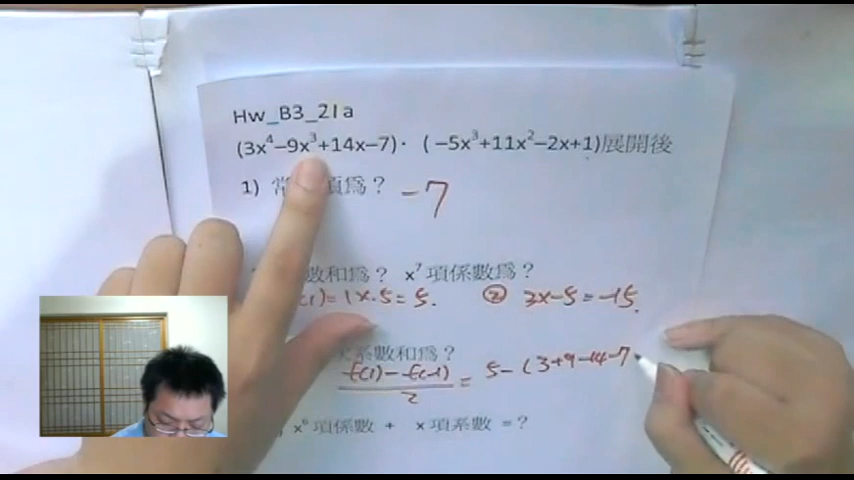 Hw_B3_21a
(3x⁴−9x³+14x−7)·(−5x³+11x²−2x+1)展開後
1) 常 項爲? −7
數和爲? x⁷項係數爲?
(1)=1×5=5. ② 3×−5=−15.
系數和爲?
f(1)−f(−1) / 2 = 5−(3+9−14−7
x⁶項係數 + x項系數 =?